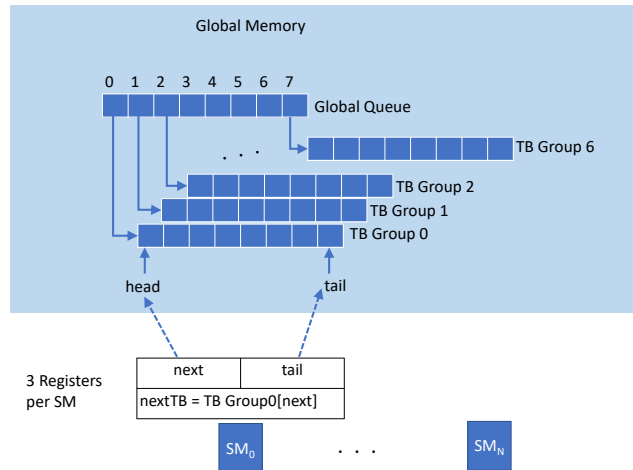 Global Memory
0 1 2 3 4 5 6 7
Global Queue
TB Group 6
. . .
TB Group 2
TB Group 1
TB Group 0
head
tail
3 Registers
per SM
next
tail
nextTB = TB Group0[next]
SM0
. . .
SMN